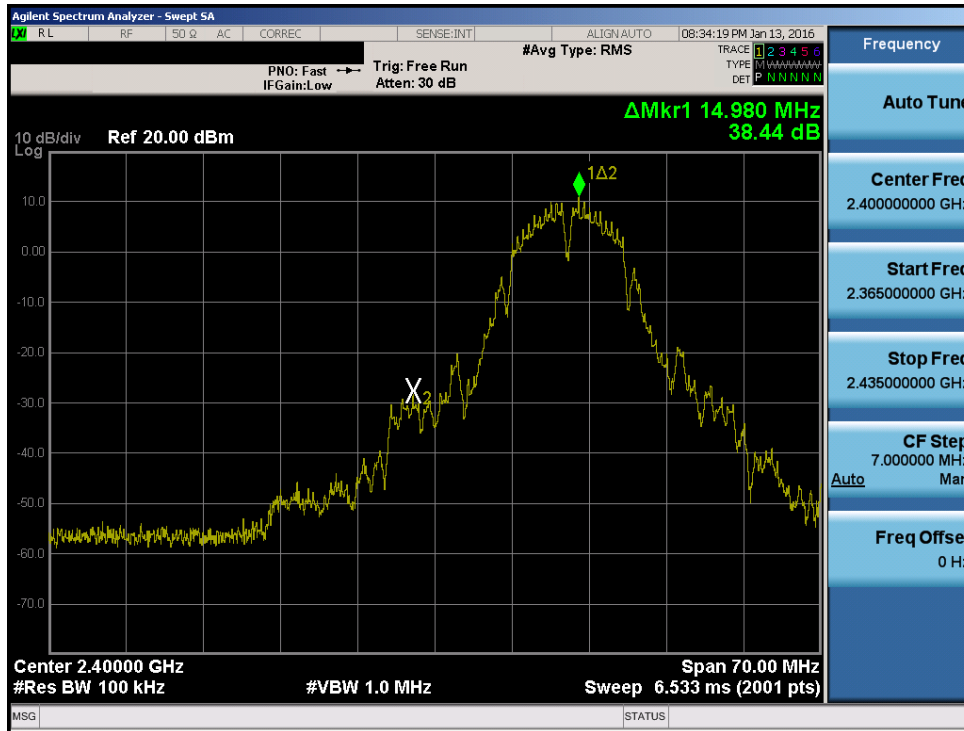 Agilent Spectrum Analyzer - Swept SA
LXI RL RF 50 Ω AC CORREC SENSE:INT ALIGN AUTO 08:34:19 PM Jan 13, 2016
#Avg Type: RMS
TRACE 1 2 3 4 5 6
TYPE M
DET P N N N N N
PNO: Fast
IFGain:Low
Trig: Free Run
Atten: 30 dB
ΔMkr1 14.980 MHz
38.44 dB
10 dB/div Ref 20.00 dBm
Log
1Δ2
10.0
0.00
-10.0
-20.0
-30.0
X2
-40.0
-50.0
-60.0
-70.0
Center 2.40000 GHz Span 70.00 MHz
#Res BW 100 kHz #VBW 1.0 MHz Sweep 6.533 ms (2001 pts)
MSG STATUS
Frequency
Auto Tune
Center Freq
2.400000000 GHz
Start Freq
2.365000000 GHz
Stop Freq
2.435000000 GHz
CF Step
7.000000 MHz
Auto Man
Freq Offset
0 Hz